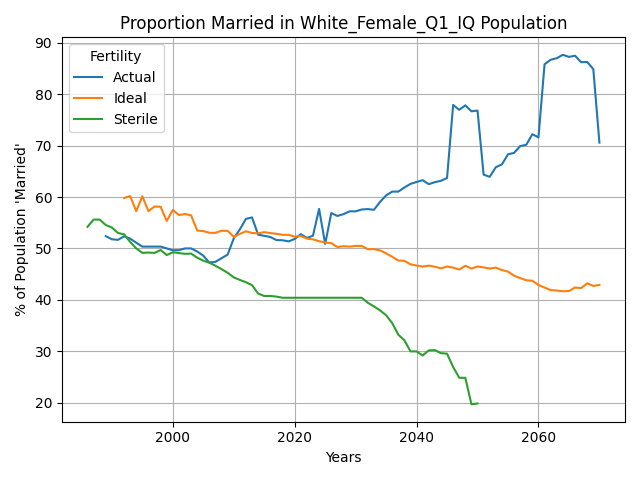 Proportion Married in White_Female_Q1_IQ Population
% of Population 'Married'
90
80
70
60
50
40
30
20
Fertility
Actual
Ideal
Sterile
2000 2020 2040 2060
Years